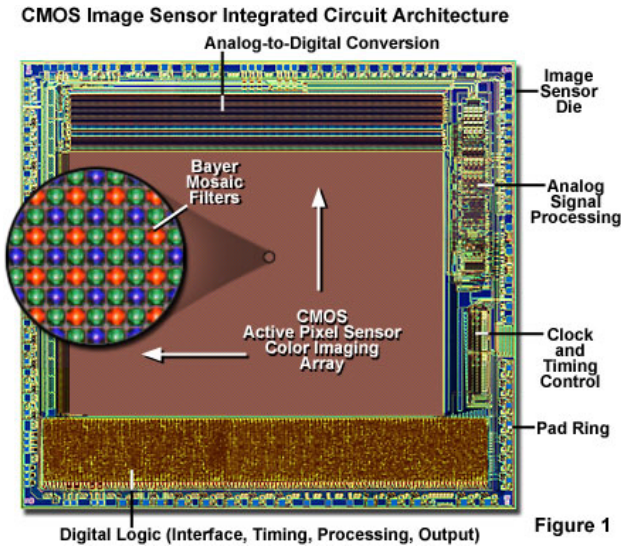 CMOS Image Sensor Integrated Circuit Architecture
Analog-to-Digital Conversion
Image
Sensor
Die
Bayer
Mosaic
Filters
Analog
Signal
Processing
CMOS
Active Pixel Sensor
Color Imaging
Array
Clock
and
Timing
Control
Pad Ring
Digital Logic (Interface, Timing, Processing, Output)
Figure 1